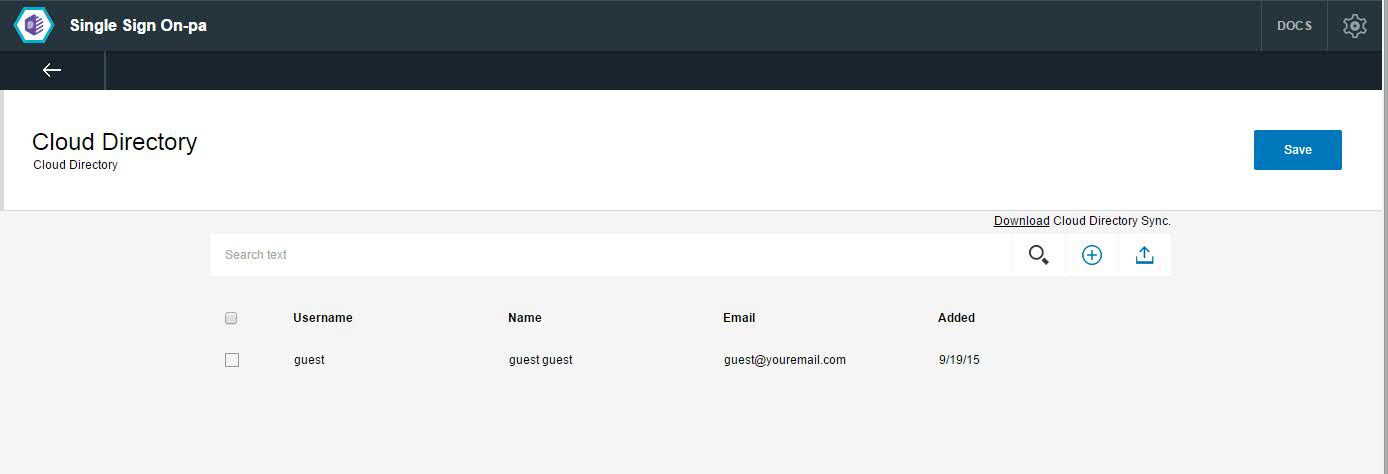 Single Sign On-pa
DOCS
Cloud Directory
Cloud Directory
Save
Download Cloud Directory Sync.
Search text
Username Name Email Added
guest guest guest guest@youremail.com 9/19/15